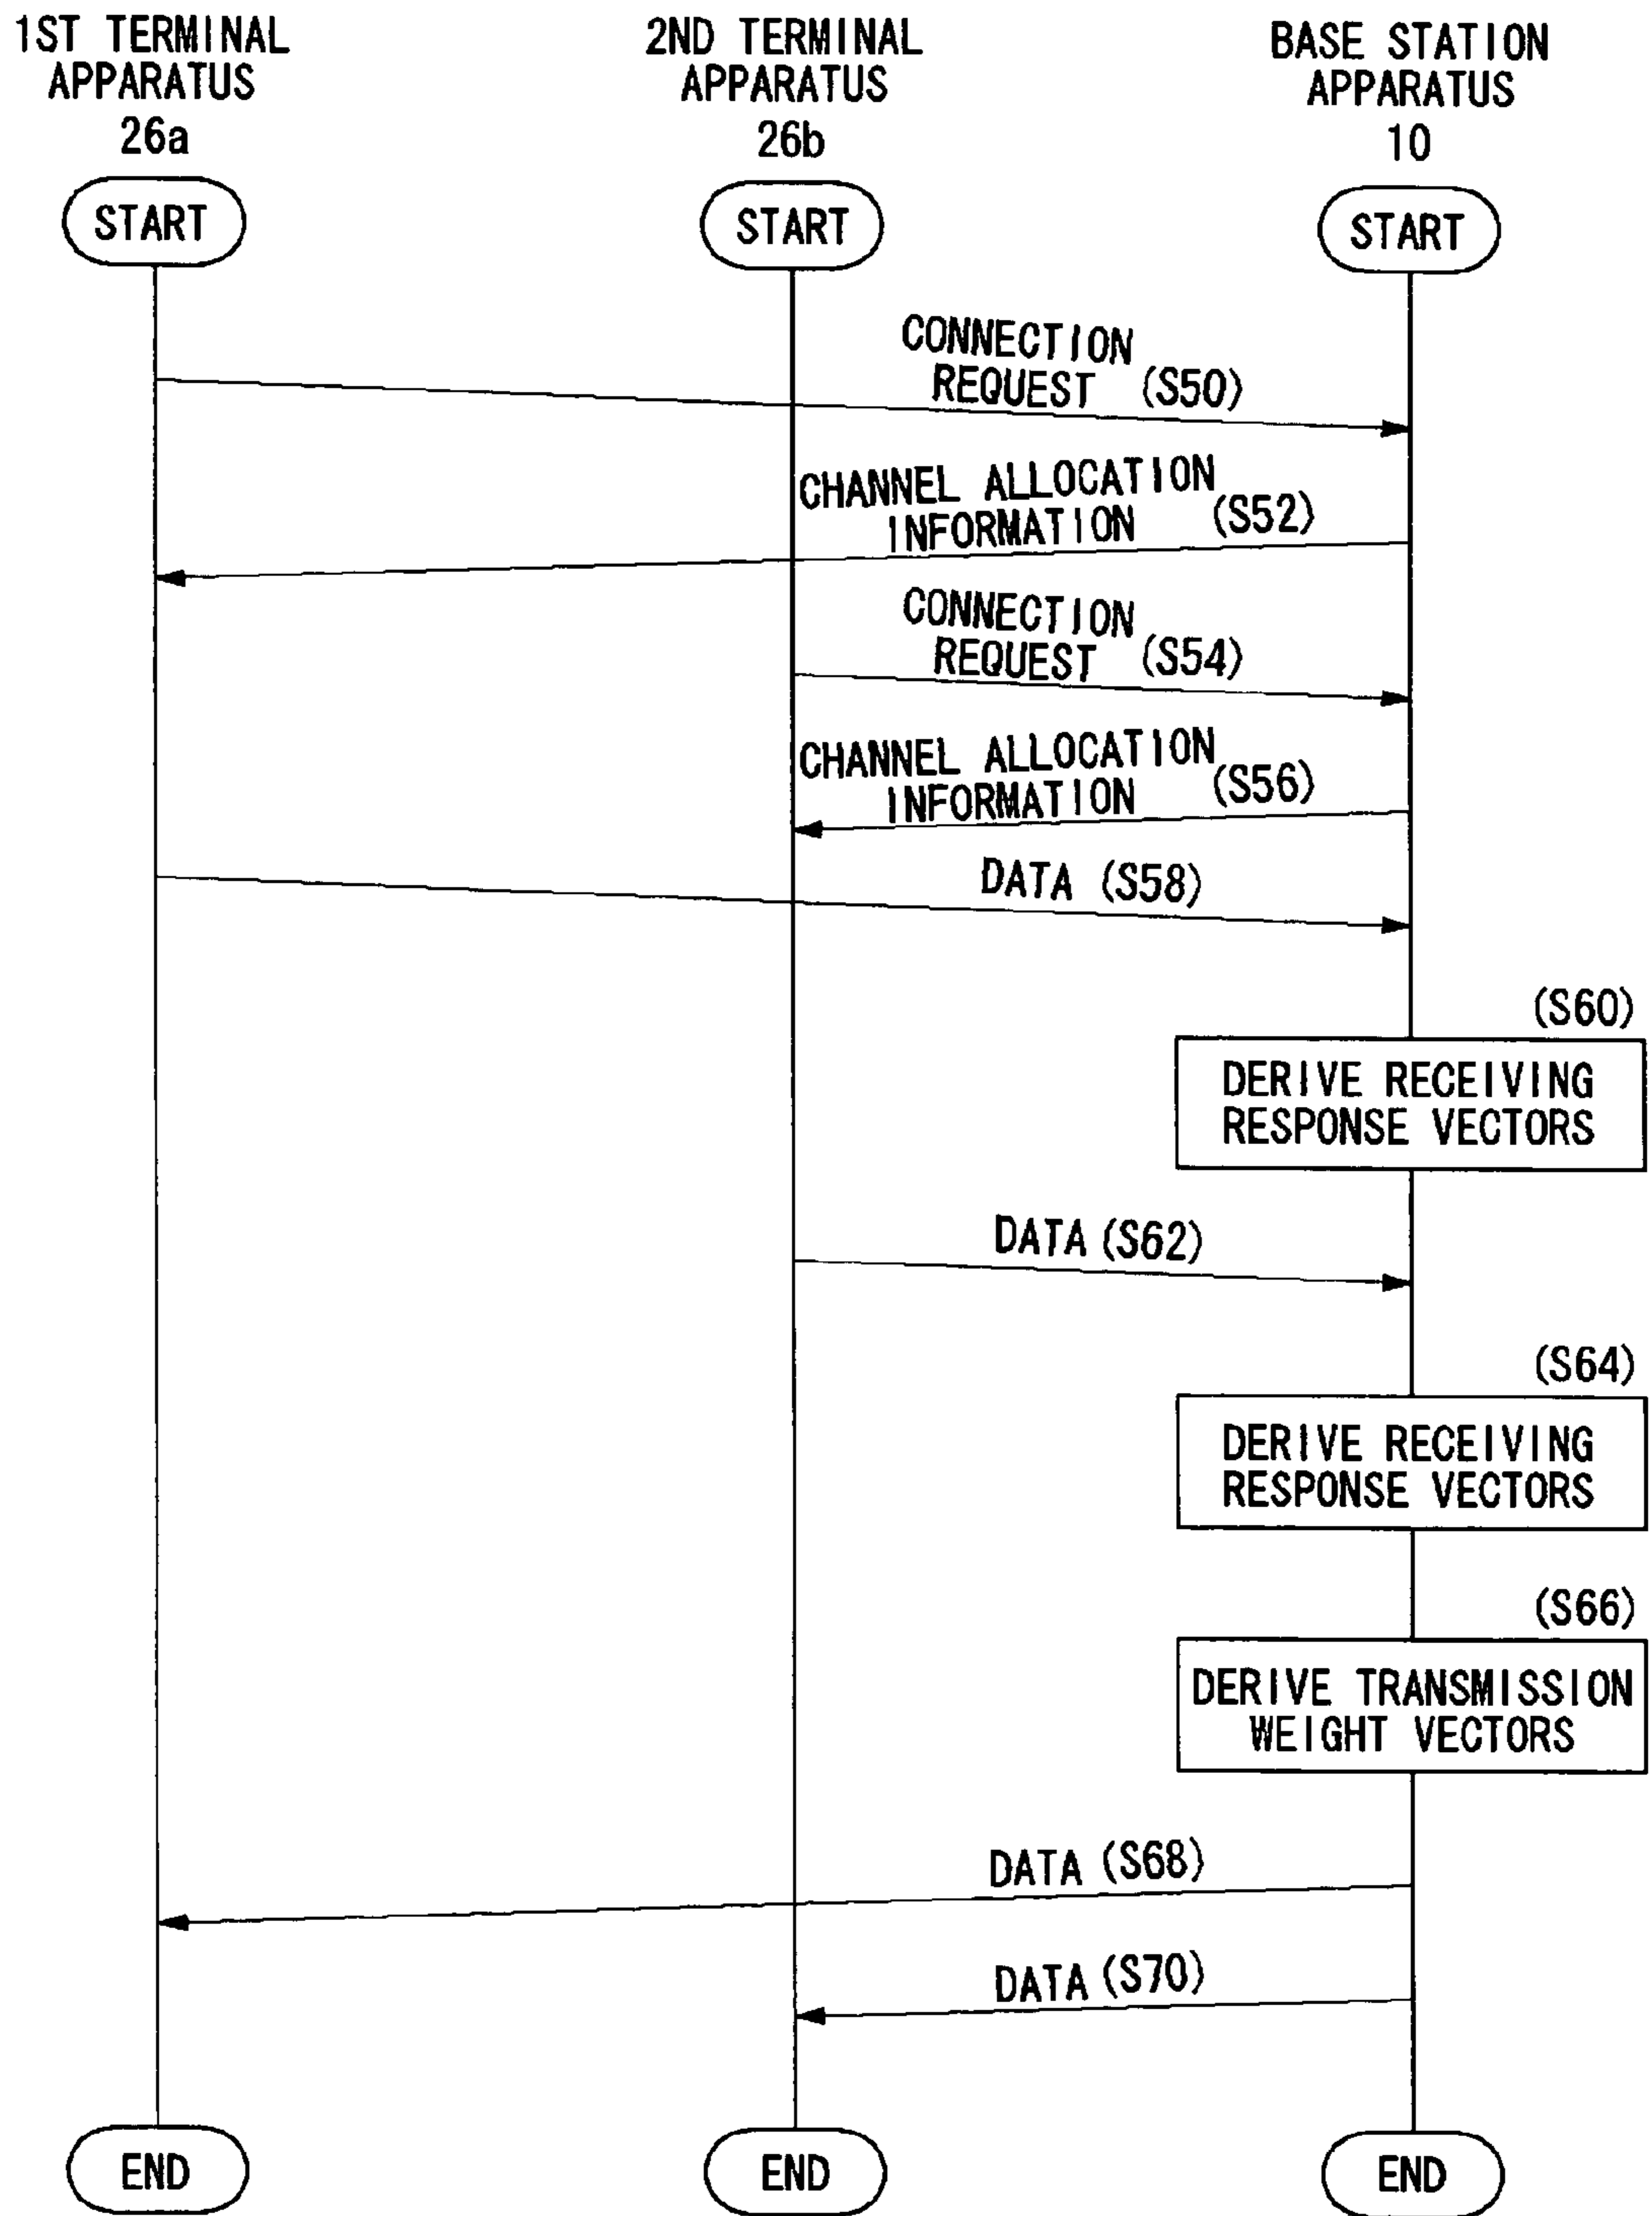 1ST TERMINAL
APPARATUS
26a
2ND TERMINAL
APPARATUS
26b
BASE STATION
APPARATUS
10
START
START
START
CONNECTION
REQUEST (S50)
CHANNEL ALLOCATION
INFORMATION (S52)
CONNECTION
REQUEST (S54)
CHANNEL ALLOCATION
INFORMATION (S56)
DATA (S58)
(S60)
DERIVE RECEIVING
RESPONSE VECTORS
DATA (S62)
(S64)
DERIVE RECEIVING
RESPONSE VECTORS
(S66)
DERIVE TRANSMISSION
WEIGHT VECTORS
DATA (S68)
DATA (S70)
END
END
END